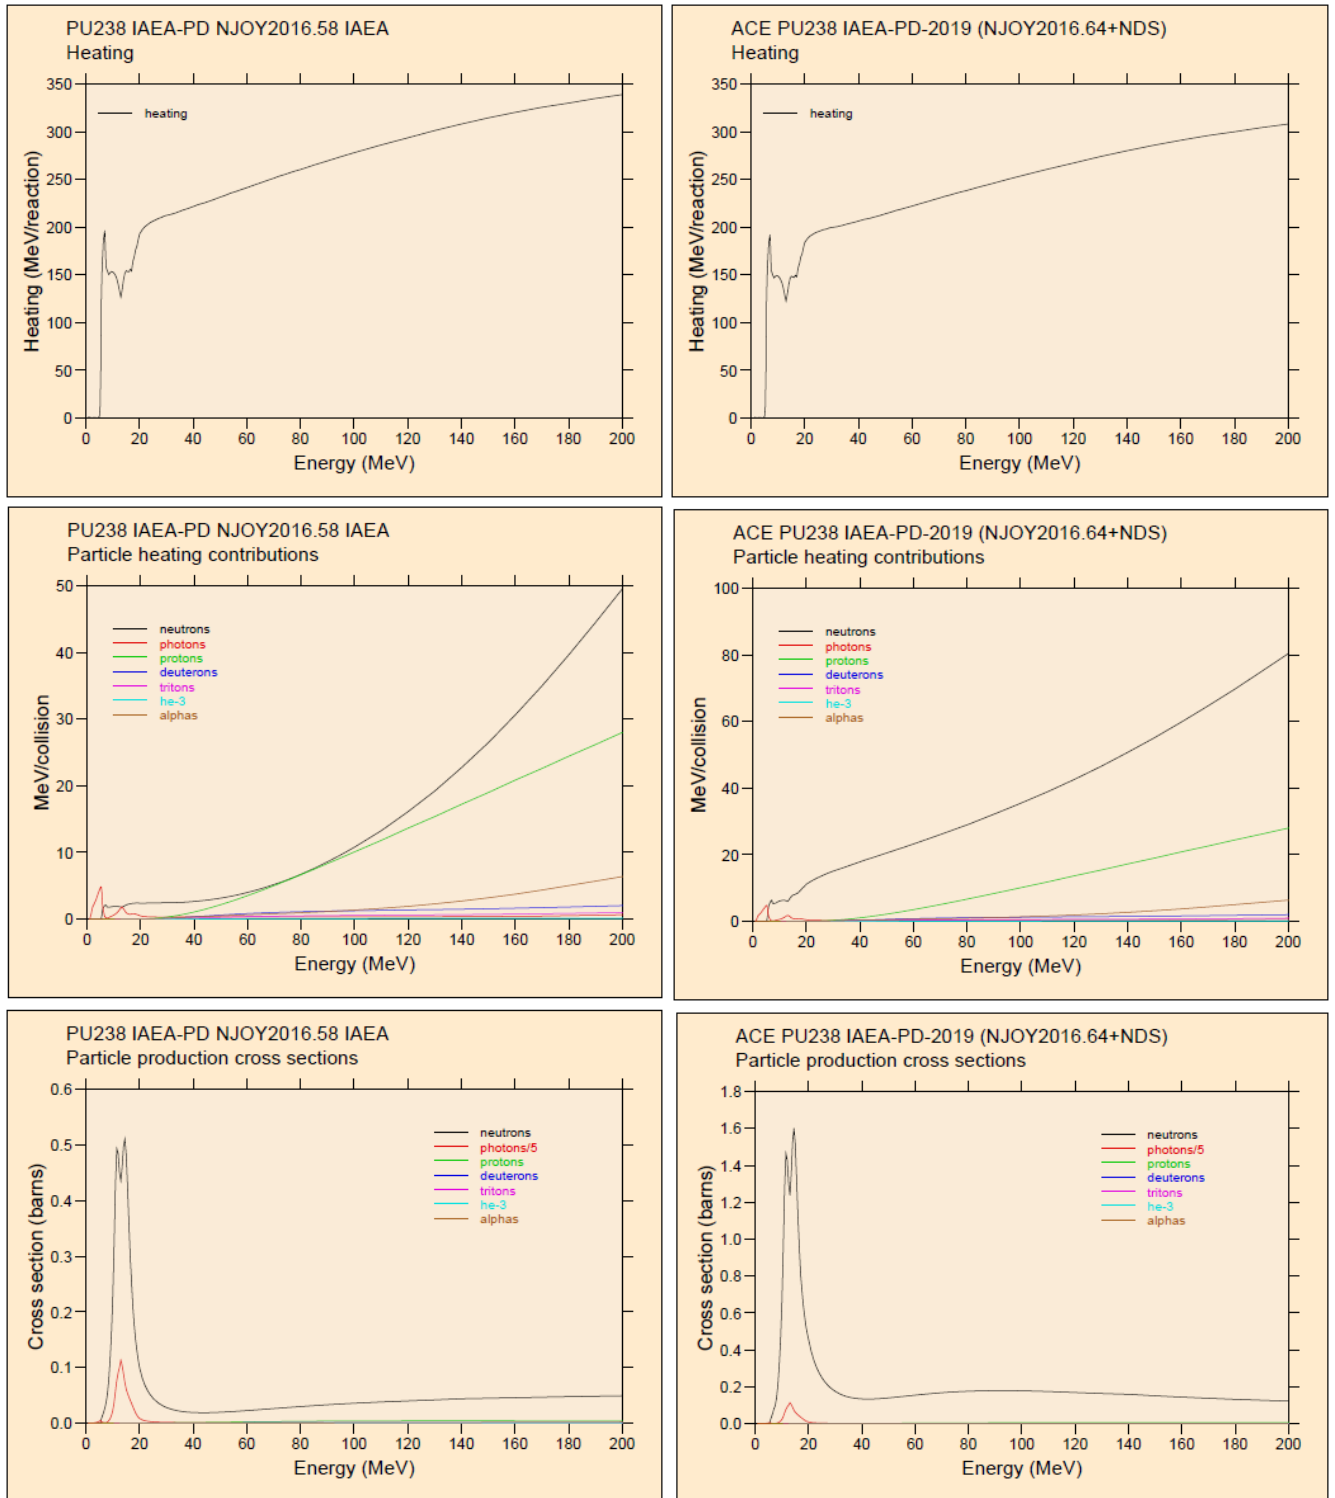 PU238 IAEA-PD NJOY2016.58 IAEA
Heating
350
300
250
200
150
100
50
0
Heating (MeV/reaction)
heating
0 20 40 60 80 100 120 140 160 180 200
Energy (MeV)
ACE PU238 IAEA-PD-2019 (NJOY2016.64+NDS)
Heating
350
300
250
200
150
100
50
0
Heating (MeV/reaction)
heating
0 20 40 60 80 100 120 140 160 180 200
Energy (MeV)
PU238 IAEA-PD NJOY2016.58 IAEA
Particle heating contributions
50
40
30
20
10
0
MeV/collision
neutrons
photons
protons
deuterons
tritons
he-3
alphas
0 20 40 60 80 100 120 140 160 180 200
Energy (MeV)
ACE PU238 IAEA-PD-2019 (NJOY2016.64+NDS)
Particle heating contributions
100
80
60
40
20
0
MeV/collision
neutrons
photons
protons
deuterons
tritons
he-3
alphas
0 20 40 60 80 100 120 140 160 180 200
Energy (MeV)
PU238 IAEA-PD NJOY2016.58 IAEA
Particle production cross sections
0.6
0.5
0.4
0.3
0.2
0.1
0.0
Cross section (barns)
neutrons
photons/5
protons
deuterons
tritons
he-3
alphas
0 20 40 60 80 100 120 140 160 180 200
Energy (MeV)
ACE PU238 IAEA-PD-2019 (NJOY2016.64+NDS)
Particle production cross sections
1.8
1.6
1.4
1.2
1.0
0.8
0.6
0.4
0.2
0.0
Cross section (barns)
neutrons
photons/5
protons
deuterons
tritons
he-3
alphas
0 20 40 60 80 100 120 140 160 180 200
Energy (MeV)